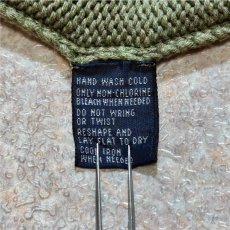 HAND WASH COLD
ONLY NON-CHLORINE
BLEACH WHEN NEEDED
DO NOT WRING
OR TWIST
RESHAPE AND
LAY FLAT TO DRY
COOL IRON
WHEN NEEDED